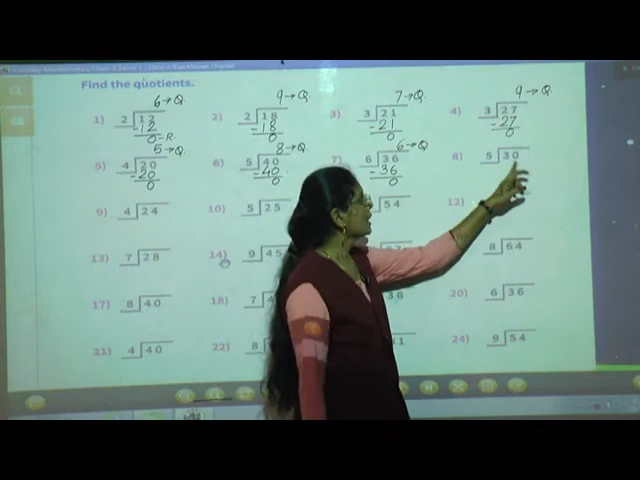 Find the quotients.
6→Q 9→Q. 7→Q. 9→Q.
1) 2 12 2) 2 18 3) 3 21 4) 3 27
-12 -18 -21 -27
0=R. 0 0 0
5→Q 8→Q 6→Q.
5) 4 20 6) 5 40 7) 6 36 8) 5 30
-20 -40 -36
0 0 0
9) 4 24 10) 5 25 54 12)
13) 7 28 14) 9 45 8 64
17) 8 40 18) 7 36 20) 6 36
21) 4 40 22) 8 24) 9 54